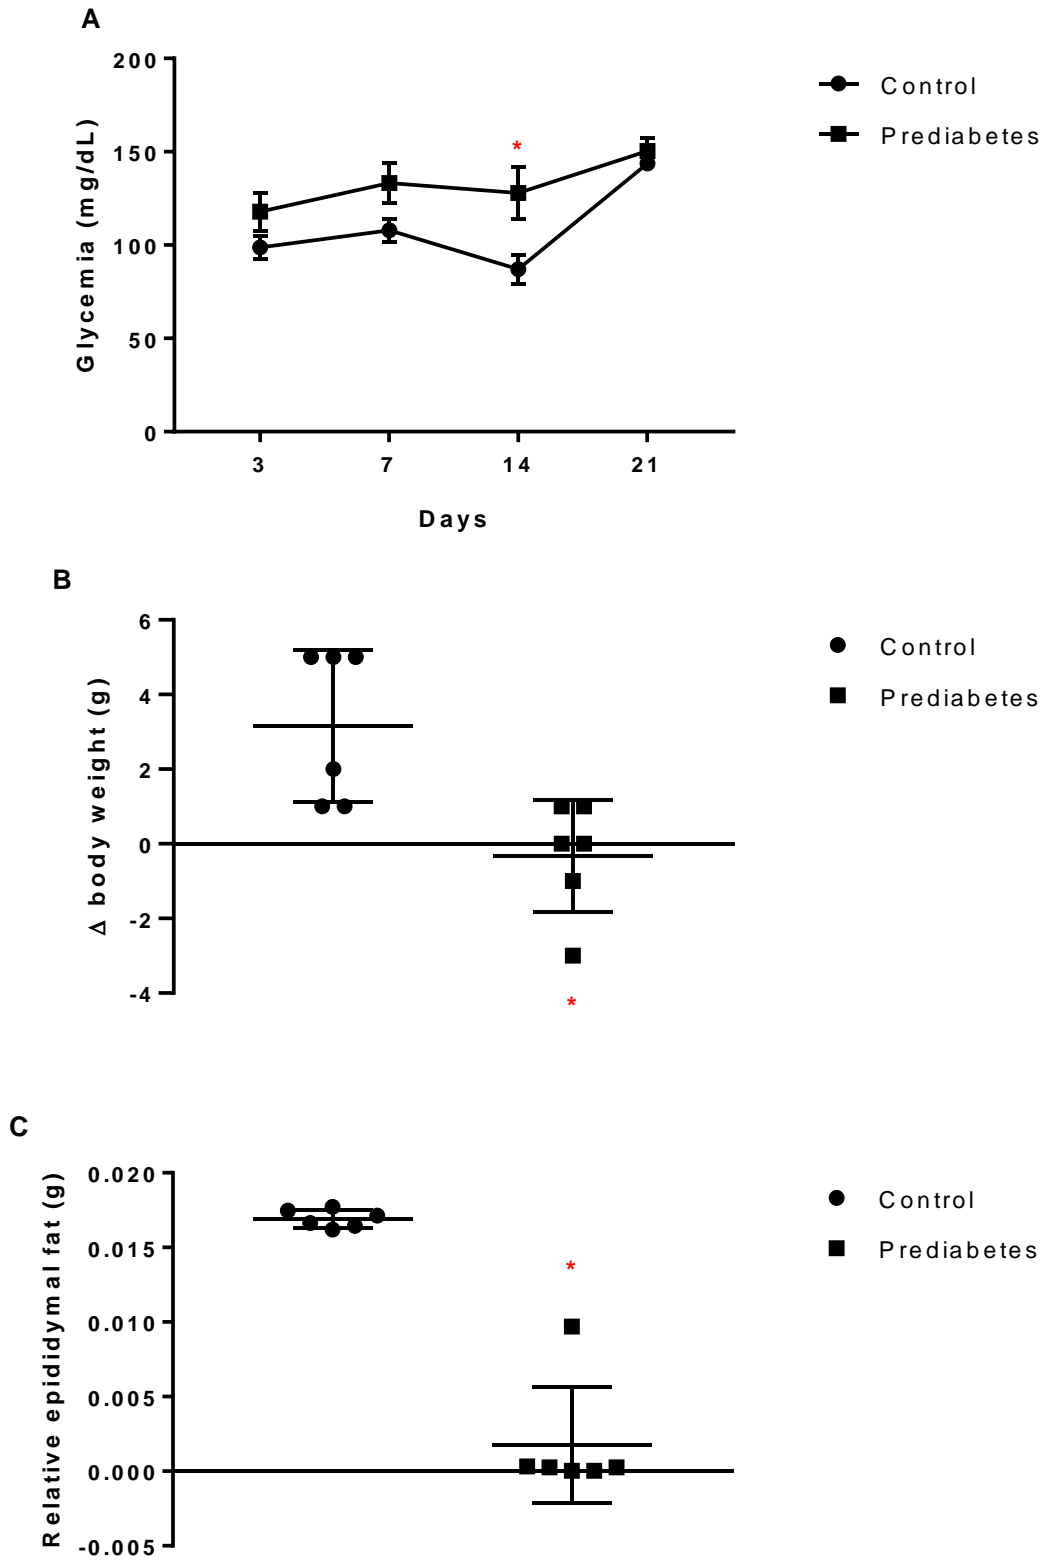 A
200
150
100
50
0
Glycemia (mg/dL)
*
3 7 14 21
Days
Control
Prediabetes
B
6
4
2
0
-2
-4
Δ body weight (g)
*
Control
Prediabetes
C
0.020
0.015
0.010
0.005
0.000
-0.005
Relative epididymal fat (g)
*
Control
Prediabetes